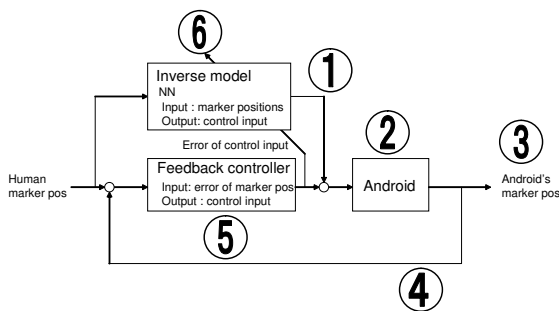 6
Inverse model
NN
Input : marker positions
Output: control input
1
Error of control input
2
3
Human
marker pos
Feedback controller
Input: error of marker pos
Output : control input
Android
Android's
marker pos
5
4